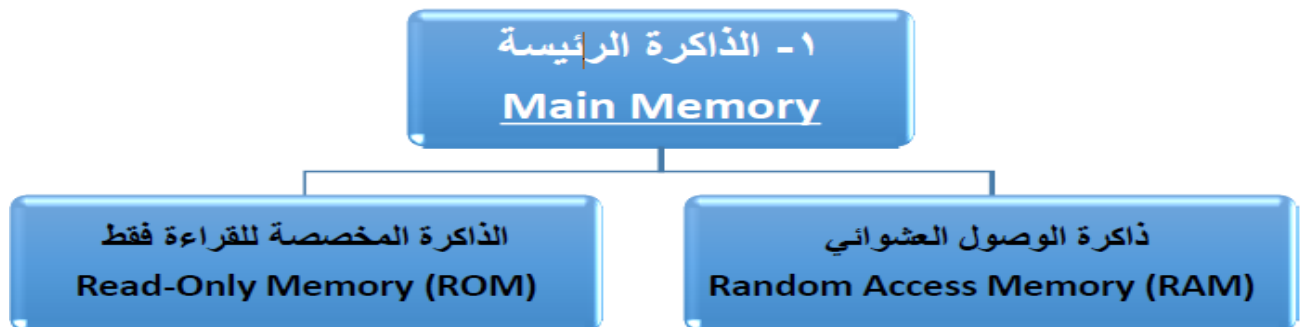 ١- الذاكرة الرئيسة
Main Memory
ذاكرة الوصول العشوائي
Random Access Memory (RAM)
الذاكرة المخصصة للقراءة فقط
Read-Only Memory (ROM)